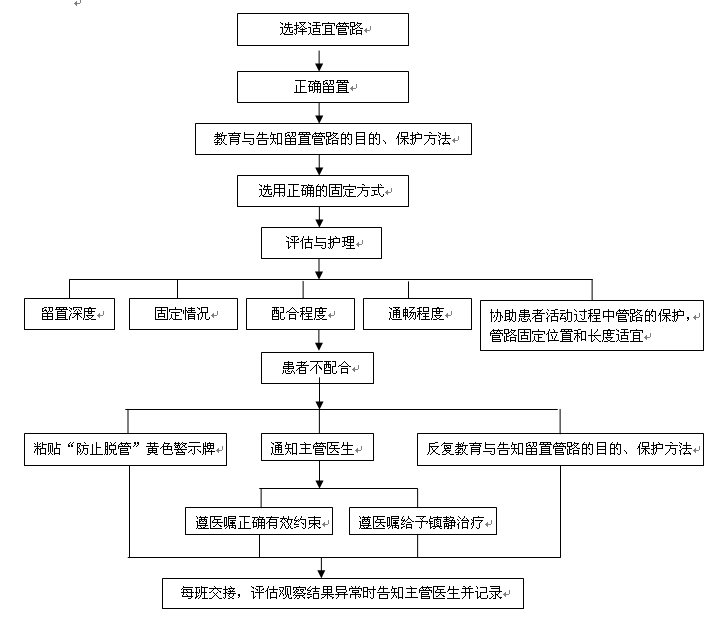 选择适宜管路
正确留置
教育与告知留置管路的目的、保护方法
选用正确的固定方式
评估与护理
留置深度
固定情况
配合程度
通畅程度
协助患者活动过程中管路的保护，
管路固定位置和长度适宜
患者不配合
粘贴“防止脱管”黄色警示牌
通知主管医生
反复教育与告知留置管路的目的、保护方法
遵医嘱正确有效约束
遵医嘱给予镇静治疗
每班交接，评估观察结果异常时告知主管医生并记录